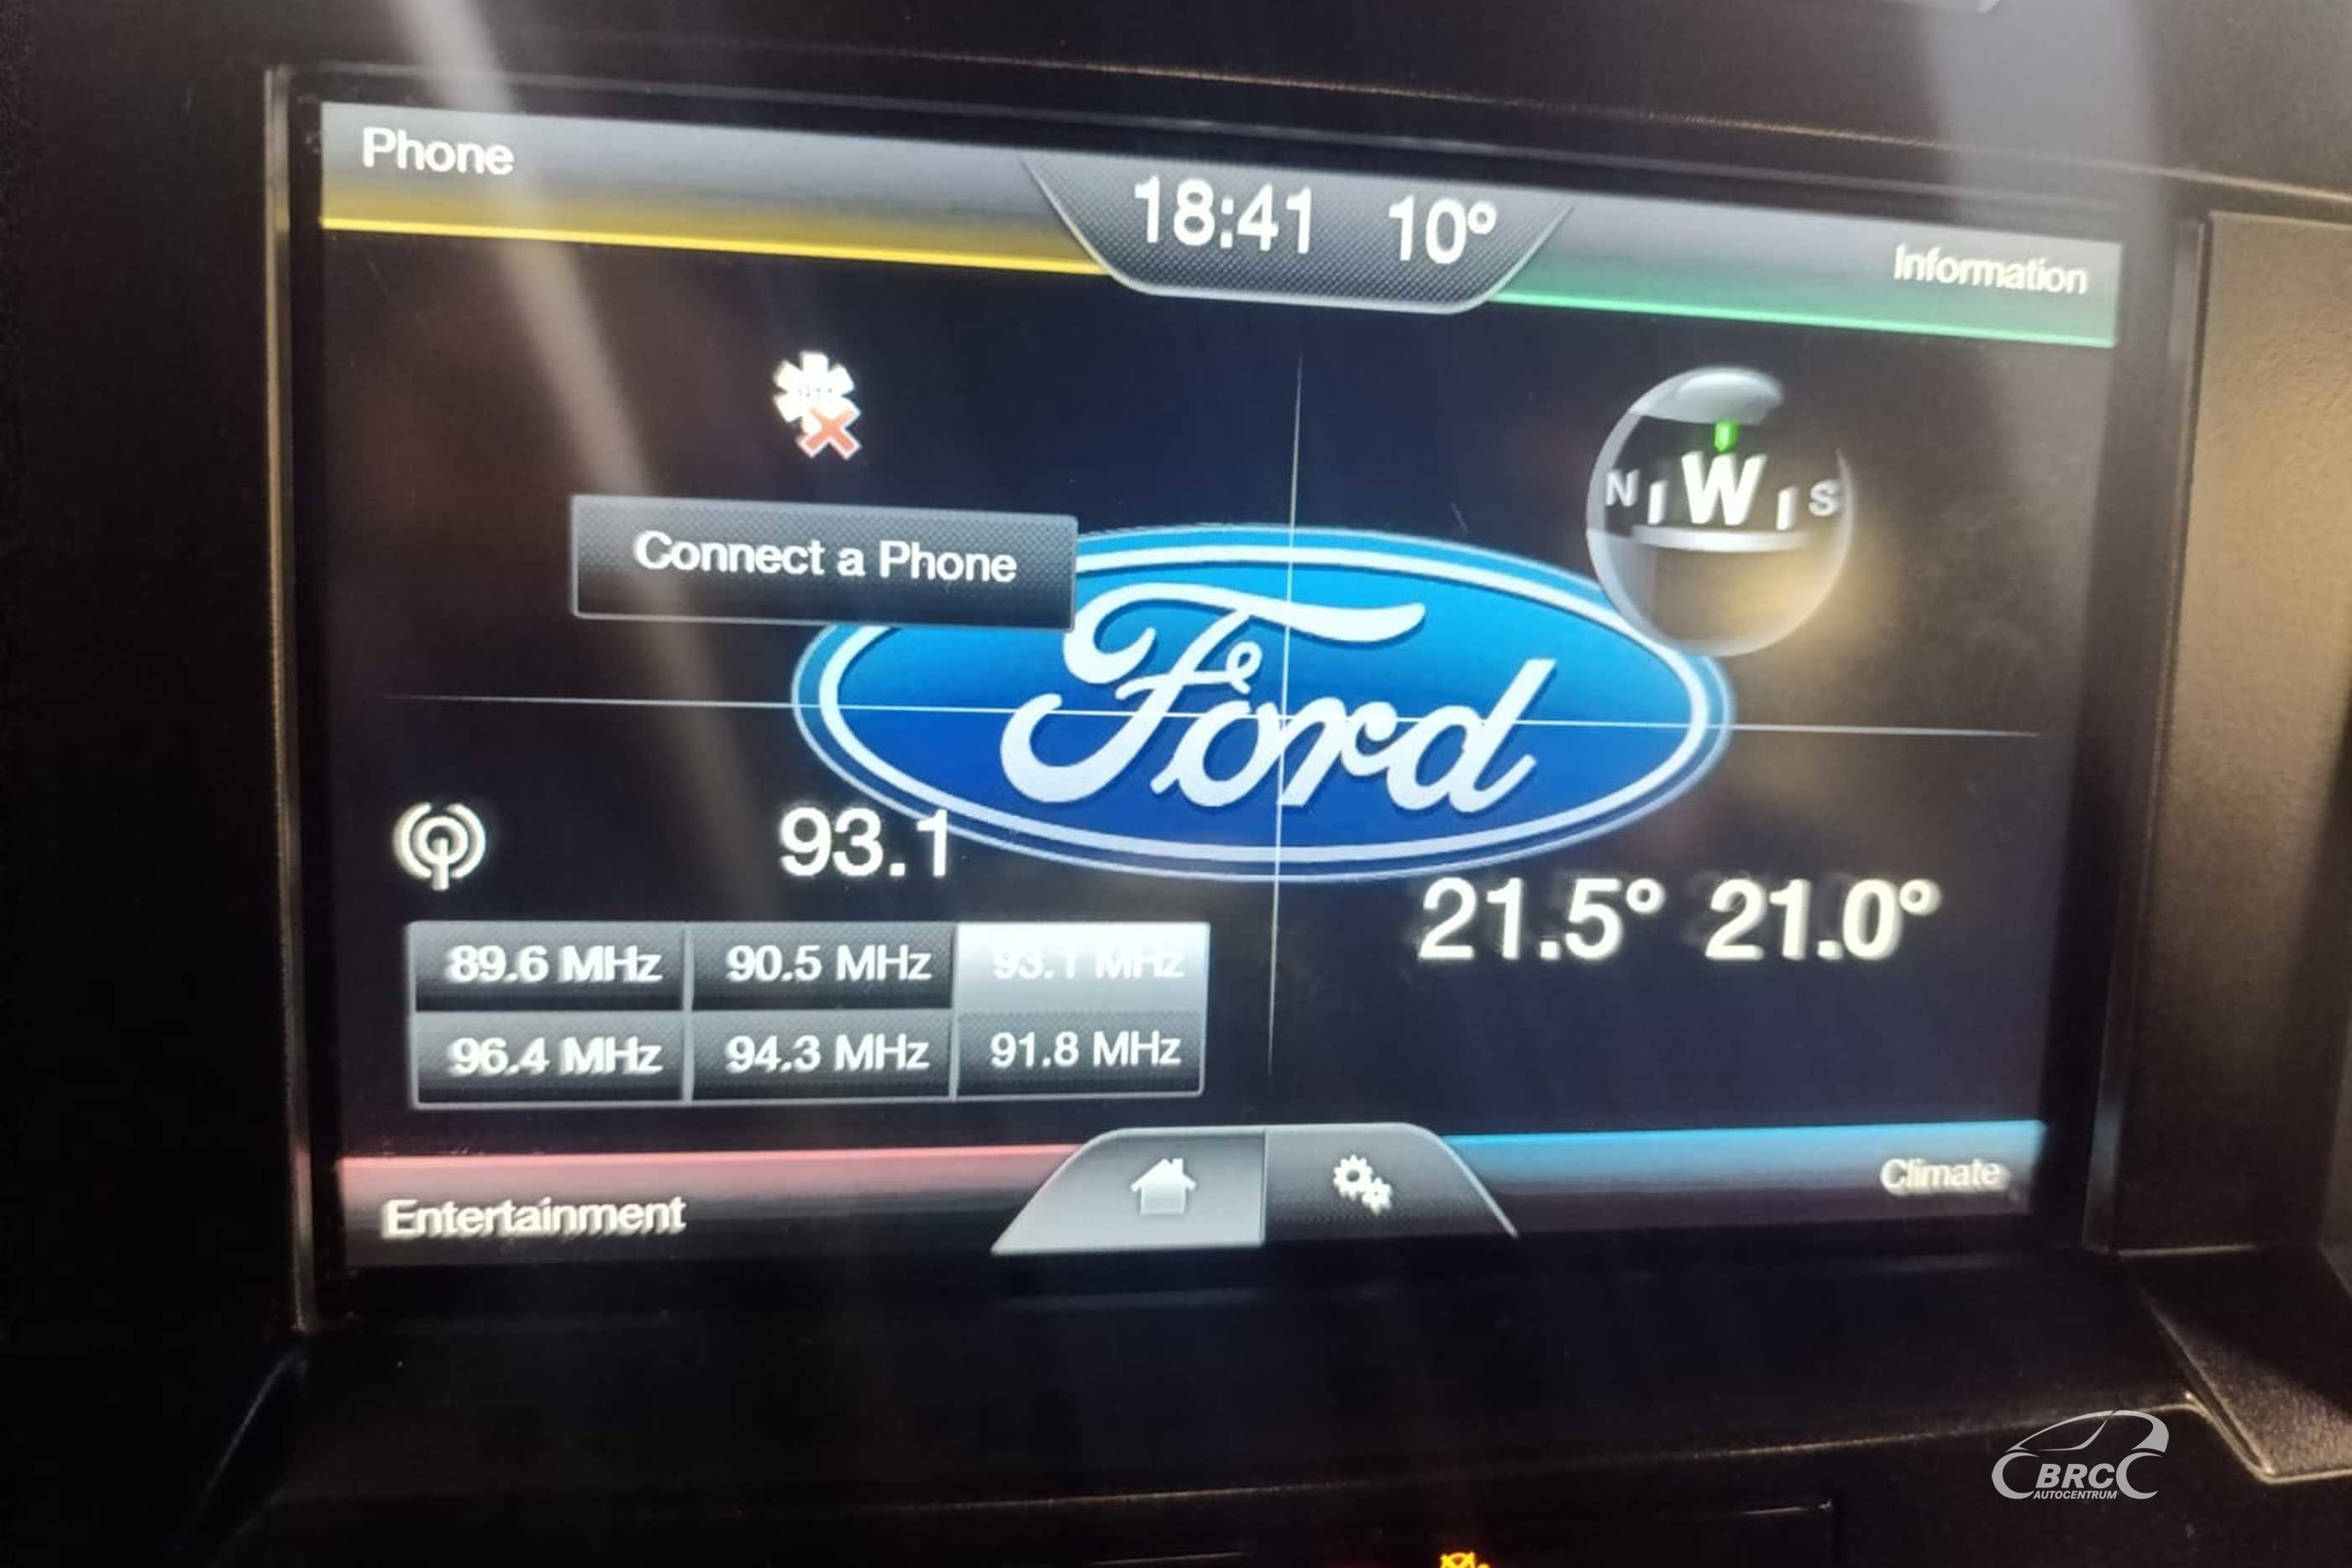 Phone
18:41 10°
Information
N W S
Connect a Phone
Ford
93.1
21.5° 21.0°
89.6 MHz 90.5 MHz 93.1 MHz
96.4 MHz 94.3 MHz 91.8 MHz
Entertainment
Climate
BRC
AUTOCENTRUM